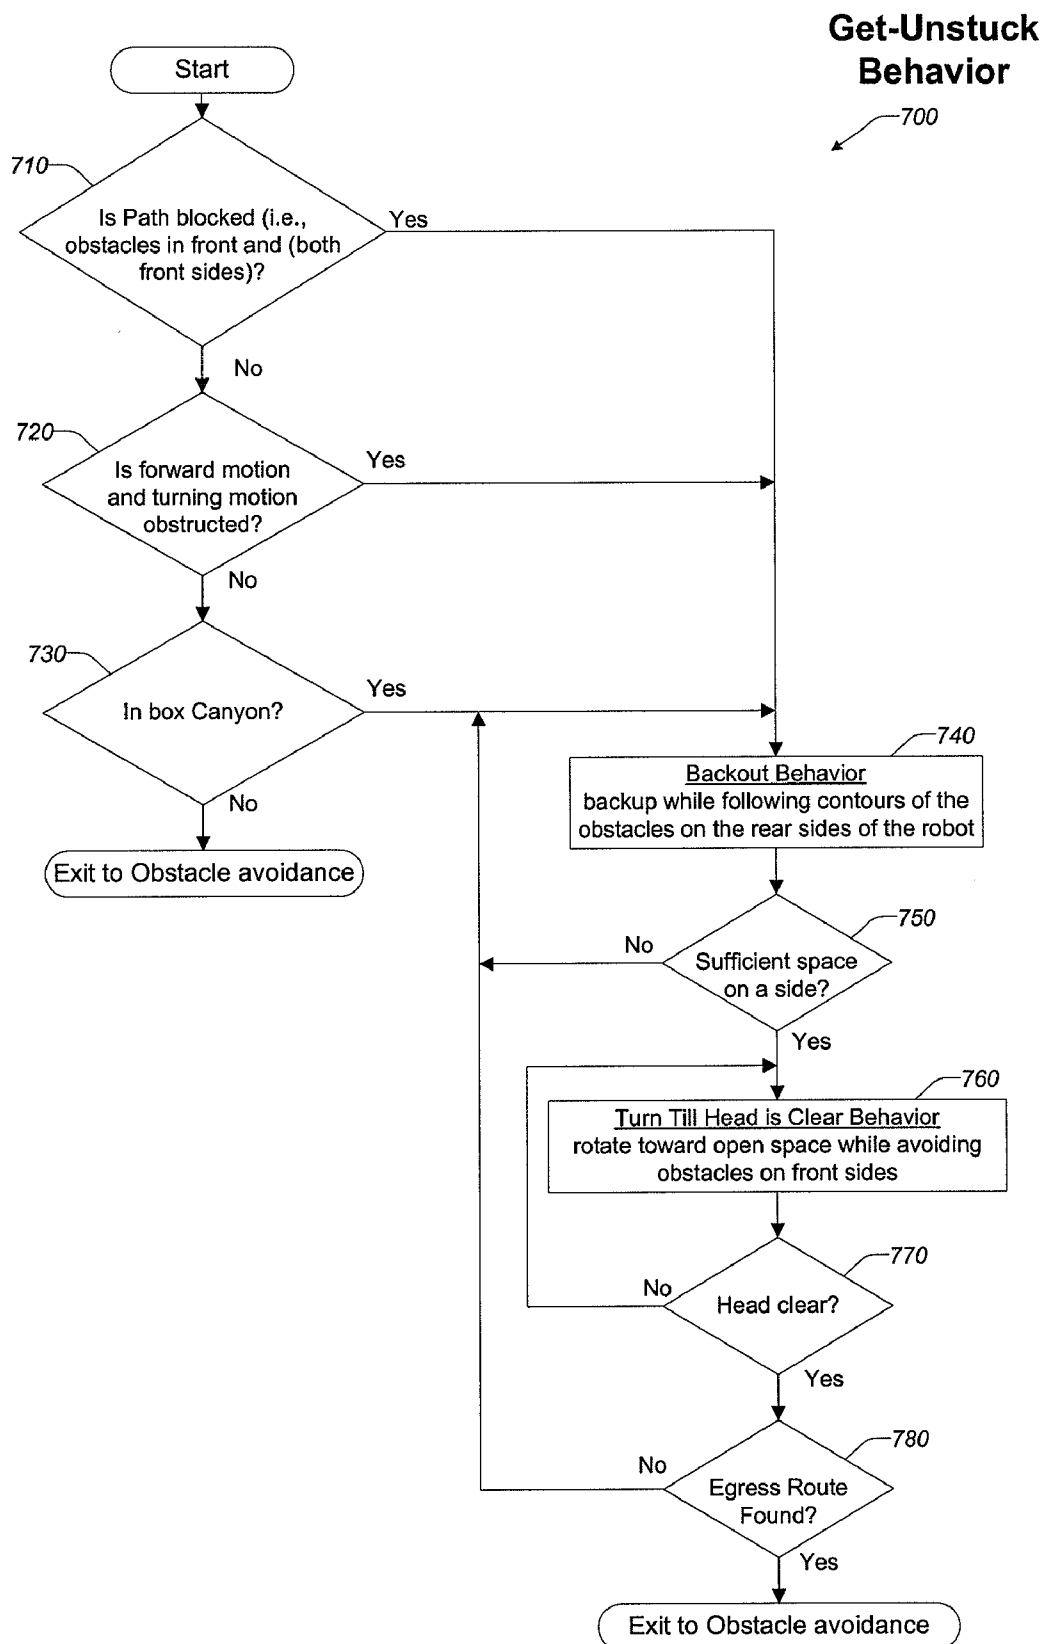 Get-Unstuck
Behavior
700
Start
710
Is Path blocked (i.e.,
obstacles in front and (both
front sides)?
Yes
No
720
Is forward motion
and turning motion
obstructed?
Yes
No
730
In box Canyon?
Yes
No
Exit to Obstacle avoidance
740
Backout Behavior
backup while following contours of the
obstacles on the rear sides of the robot
750
No
Sufficient space
on a side?
Yes
760
Turn Till Head is Clear Behavior
rotate toward open space while avoiding
obstacles on front sides
770
No
Head clear?
Yes
780
No
Egress Route
Found?
Yes
Exit to Obstacle avoidance